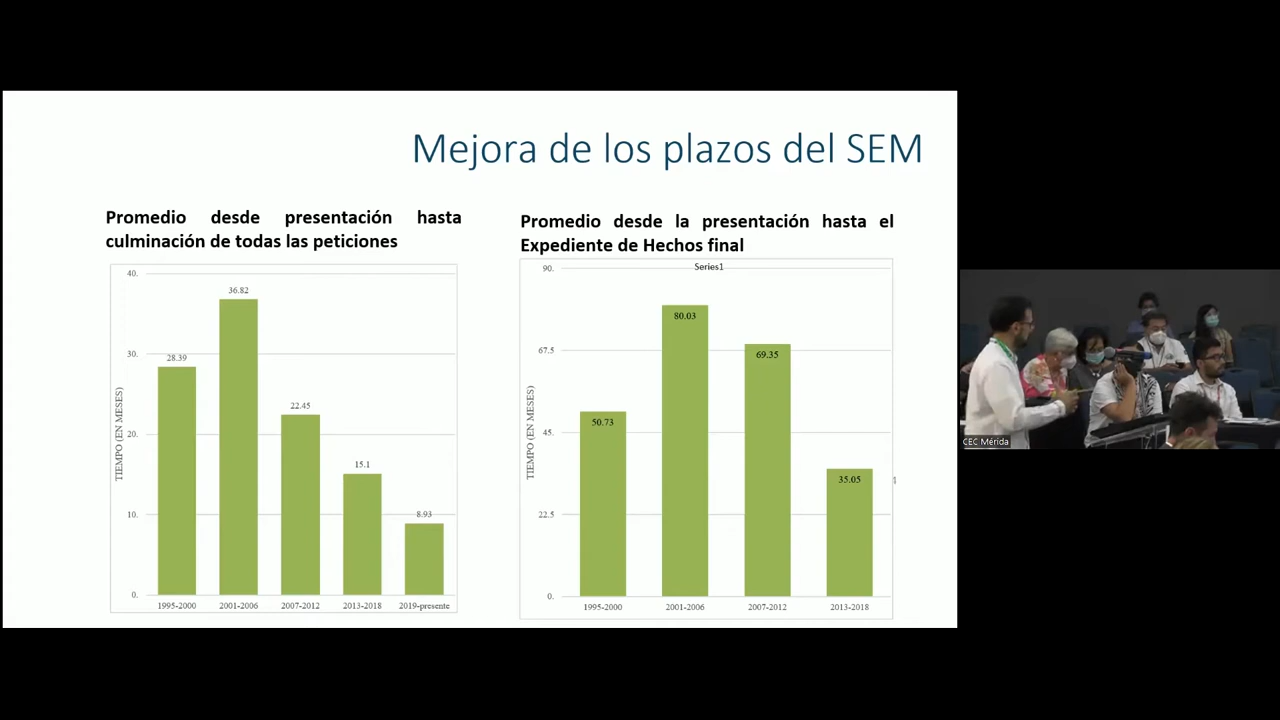 Mejora de los plazos del SEM
Promedio desde presentación hasta
culminación de todas las peticiones
40.
30.
20.
10.
0.
TIEMPO (EN MESES)
28.39
36.82
22.45
15.1
8.93
1995-2000
2001-2006
2007-2012
2013-2018
2019-presente
Promedio desde la presentación hasta el
Expediente de Hechos final
Series1
90.
67.5
45.
22.5
0.
TIEMPO (EN MESES)
50.73
80.03
69.35
35.05
1995-2000
2001-2006
2007-2012
2013-2018
1
CEC Mérida